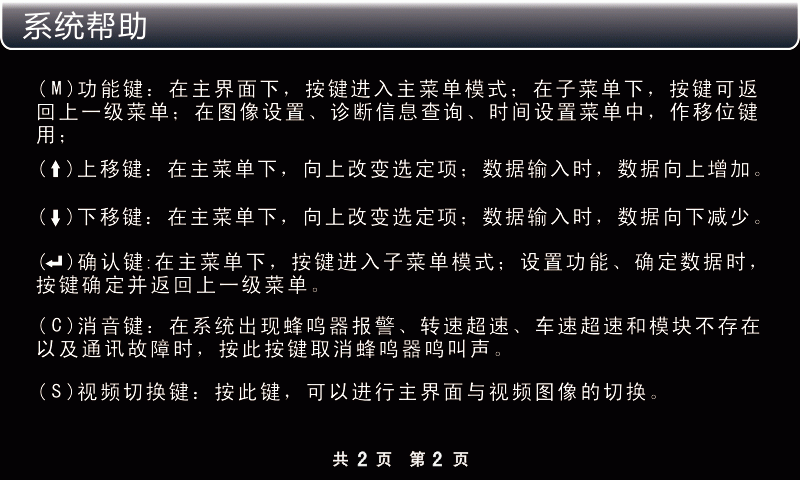 系统帮助
(M)功能键：在主界面下，按键进入主菜单模式；在子菜单下，按键可返
回上一级菜单；在图像设置、诊断信息查询、时间设置菜单中，作移位键
用；
(⬆)上移键：在主菜单下，向上改变选定项；数据输入时，数据向上增加。
(⬇)下移键：在主菜单下，向上改变选定项；数据输入时，数据向下减少。
(↵)确认键:在主菜单下，按键进入子菜单模式；设置功能、确定数据时，
按键确定并返回上一级菜单。
(C)消音键：在系统出现蜂鸣器报警、转速超速、车速超速和模块不存在
以及通讯故障时，按此按键取消蜂鸣器鸣叫声。
(S)视频切换键：按此键，可以进行主界面与视频图像的切换。
共 2 页 第 2 页